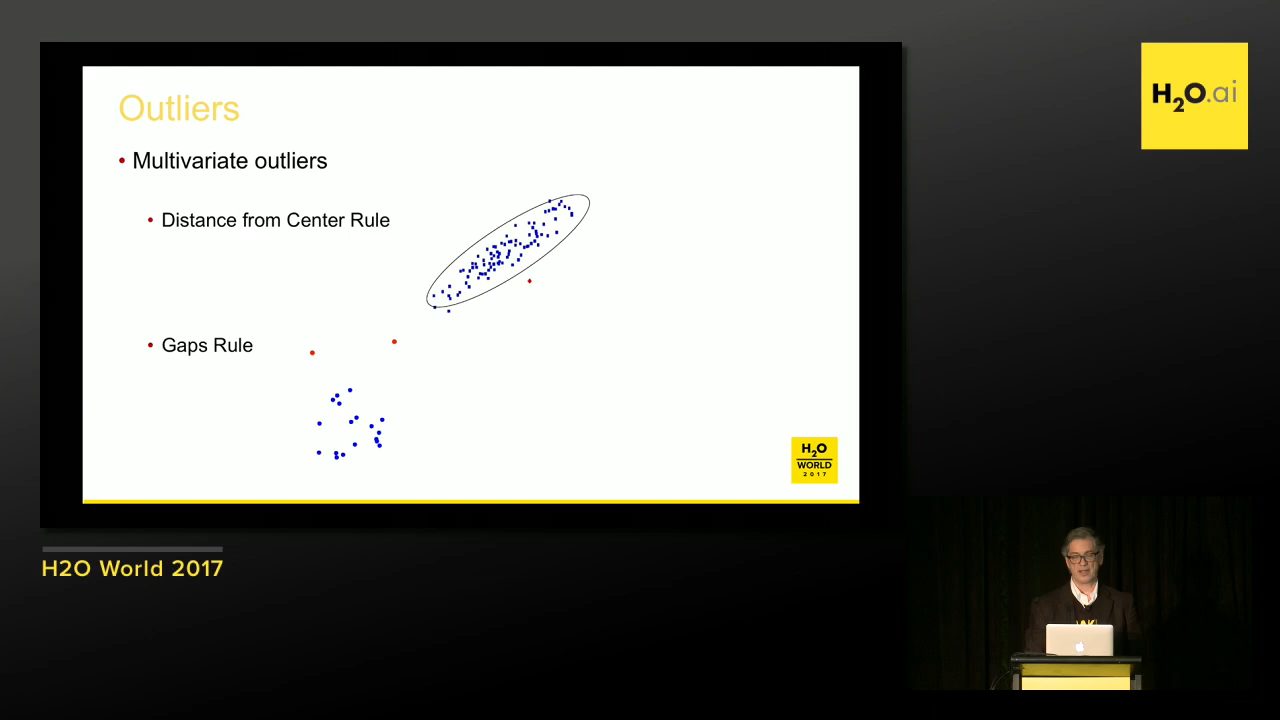 Outliers
• Multivariate outliers
• Distance from Center Rule
• Gaps Rule
H2O
WORLD
2017
H2O.ai
H2O World 2017